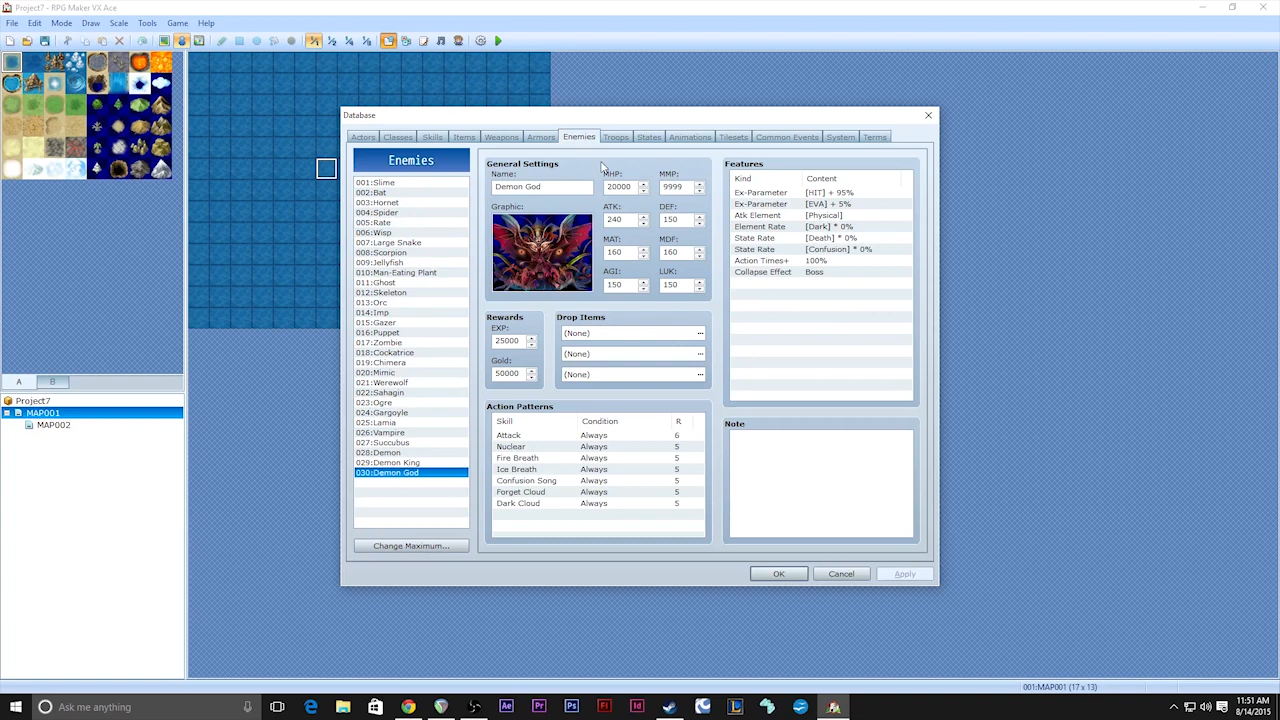 Project7 - RPG Maker VX Ace
File Edit Mode Draw Scale Tools Game Help
Database
Actors Classes Skills Items Weapons Armors Enemies Troops States Animations Tilesets Common Events System Terms
Enemies
001:Slime
002:Bat
003:Hornet
004:Spider
005:Rate
006:Wisp
007:Large Snake
008:Scorpion
009:Jellyfish
010:Man-Eating Plant
011:Ghost
012:Skeleton
013:Orc
014:Imp
015:Gazer
016:Puppet
017:Zombie
018:Cockatrice
019:Chimera
020:Mimic
021:Werewolf
022:Sahagin
023:Ogre
024:Gargoyle
025:Lamia
026:Vampire
027:Succubus
028:Demon
029:Demon King
030:Demon God
Change Maximum...
General Settings
Name: MHP: MMP:
Demon God 20000 9999
Graphic: ATK: DEF:
240 150
MAT: MDF:
160 160
AGI: LUK:
150 150
Rewards
EXP:
25000
Gold:
50000
Drop Items
(None) ...
(None) ...
(None) ...
Action Patterns
Skill Condition R
Attack Always 6
Nuclear Always 5
Fire Breath Always 5
Ice Breath Always 5
Confusion Song Always 5
Forget Cloud Always 5
Dark Cloud Always 5
Features
Kind Content
Ex-Parameter [HIT] + 95%
Ex-Parameter [EVA] + 5%
Atk Element [Physical]
Element Rate [Dark] * 0%
State Rate [Death] * 0%
State Rate [Confusion] * 0%
Action Times+ 100%
Collapse Effect Boss
Note
OK Cancel Apply
A B
Project7
MAP001
MAP002
001:MAP001 (17 x 13)
Ask me anything
Ae Pr Ps Fl Id
11:51 AM
8/14/2015